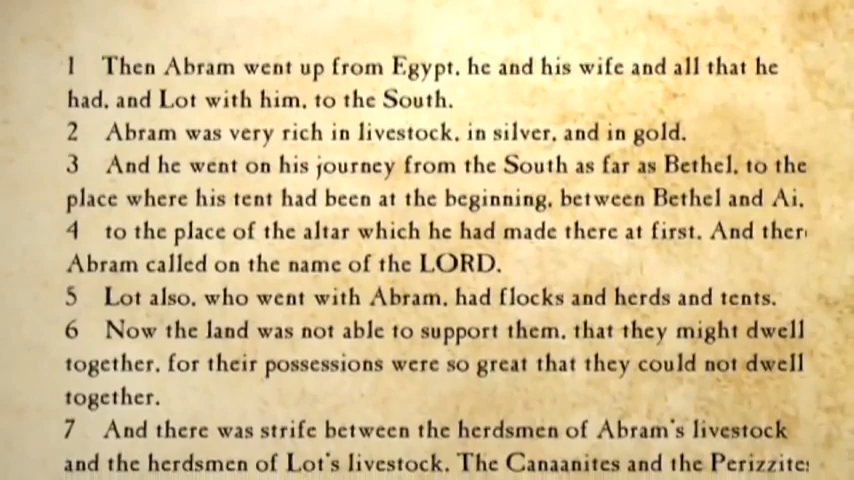 1 Then Abram went up from Egypt, he and his wife and all that he
had, and Lot with him, to the South.
2 Abram was very rich in livestock, in silver, and in gold.
3 And he went on his journey from the South as far as Bethel, to the
place where his tent had been at the beginning, between Bethel and Ai,
4 to the place of the altar which he had made there at first. And
Abram called on the name of the LORD.
5 Lot also, who went with Abram, had flocks and herds and tents.
6 Now the land was not able to support them, that they might dwell
together, for their possessions were so great that they could not dwell
together.
7 And there was strife between the herdsmen of Abram's livestock
and the herdsmen of Lot's livestock. The Canaanites and the